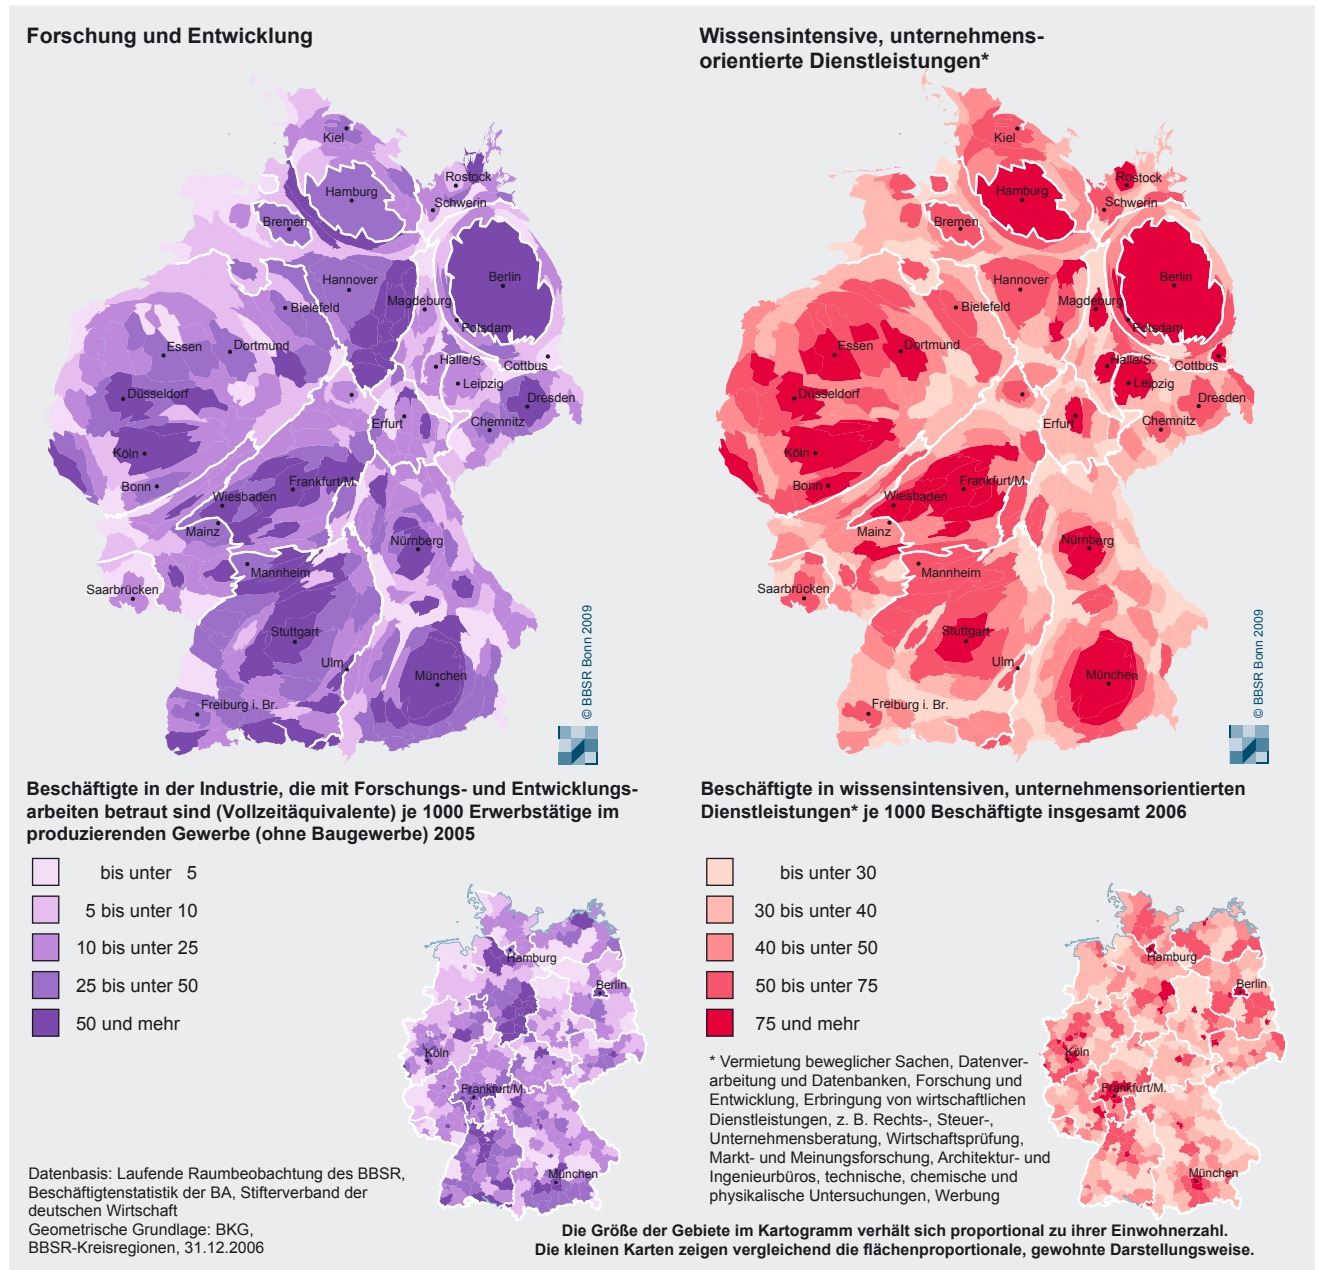 Forschung und Entwicklung
Kiel
Rostock
Hamburg
Schwerin
Bremen
Berlin
Hannover
Magdeburg
Bielefeld
Potsdam
Essen
Dortmund
Halle/S.
Cottbus
Leipzig
Düsseldorf
Dresden
Erfurt
Chemnitz
Köln
Bonn
Frankfurt/M.
Wiesbaden
Mainz
Nürnberg
Mannheim
Saarbrücken
Stuttgart
Ulm
München
Freiburg i. Br.
© BBSR Bonn 2009
Beschäftigte in der Industrie, die mit Forschungs- und Entwicklungs-
arbeiten betraut sind (Vollzeitäquivalente) je 1000 Erwerbstätige im
produzierenden Gewerbe (ohne Baugewerbe) 2005
bis unter 5
5 bis unter 10
10 bis unter 25
25 bis unter 50
50 und mehr
Hamburg
Berlin
Köln
Frankfurt/M.
München
Datenbasis: Laufende Raumbeobachtung des BBSR,
Beschäftigtenstatistik der BA, Stifterverband der
deutschen Wirtschaft
Geometrische Grundlage: BKG,
BBSR-Kreisregionen, 31.12.2006
Wissensintensive, unternehmens-
orientierte Dienstleistungen*
Kiel
Rostock
Hamburg
Schwerin
Bremen
Berlin
Hannover
Magdeburg
Bielefeld
Potsdam
Essen
Dortmund
Halle/S.
Cottbus
Leipzig
Düsseldorf
Dresden
Erfurt
Chemnitz
Köln
Bonn
Frankfurt/M.
Wiesbaden
Mainz
Nürnberg
Mannheim
Saarbrücken
Stuttgart
Ulm
München
Freiburg i. Br.
© BBSR Bonn 2009
Beschäftigte in wissensintensiven, unternehmensorientierten
Dienstleistungen* je 1000 Beschäftigte insgesamt 2006
bis unter 30
30 bis unter 40
40 bis unter 50
50 bis unter 75
75 und mehr
Hamburg
Berlin
Köln
Frankfurt/M.
München
* Vermietung beweglicher Sachen, Datenver-
arbeitung und Datenbanken, Forschung und
Entwicklung, Erbringung von wirtschaftlichen
Dienstleistungen, z. B. Rechts-, Steuer-,
Unternehmensberatung, Wirtschaftsprüfung,
Markt- und Meinungsforschung, Architektur- und
Ingenieurbüros, technische, chemische und
physikalische Untersuchungen, Werbung
Die Größe der Gebiete im Kartogramm verhält sich proportional zu ihrer Einwohnerzahl.
Die kleinen Karten zeigen vergleichend die flächenproportionale, gewohnte Darstellungsweise.